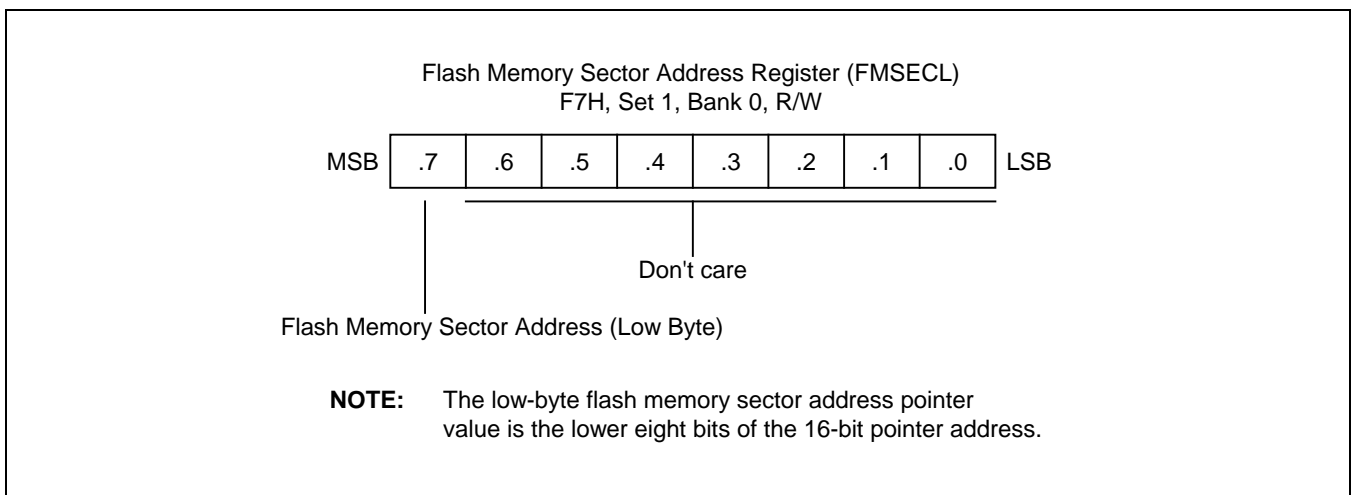 Flash Memory Sector Address Register (FMSECL)
F7H, Set 1, Bank 0, R/W
MSB .7 .6 .5 .4 .3 .2 .1 .0 LSB
Don't care
Flash Memory Sector Address (Low Byte)
NOTE: The low-byte flash memory sector address pointer
value is the lower eight bits of the 16-bit pointer address.